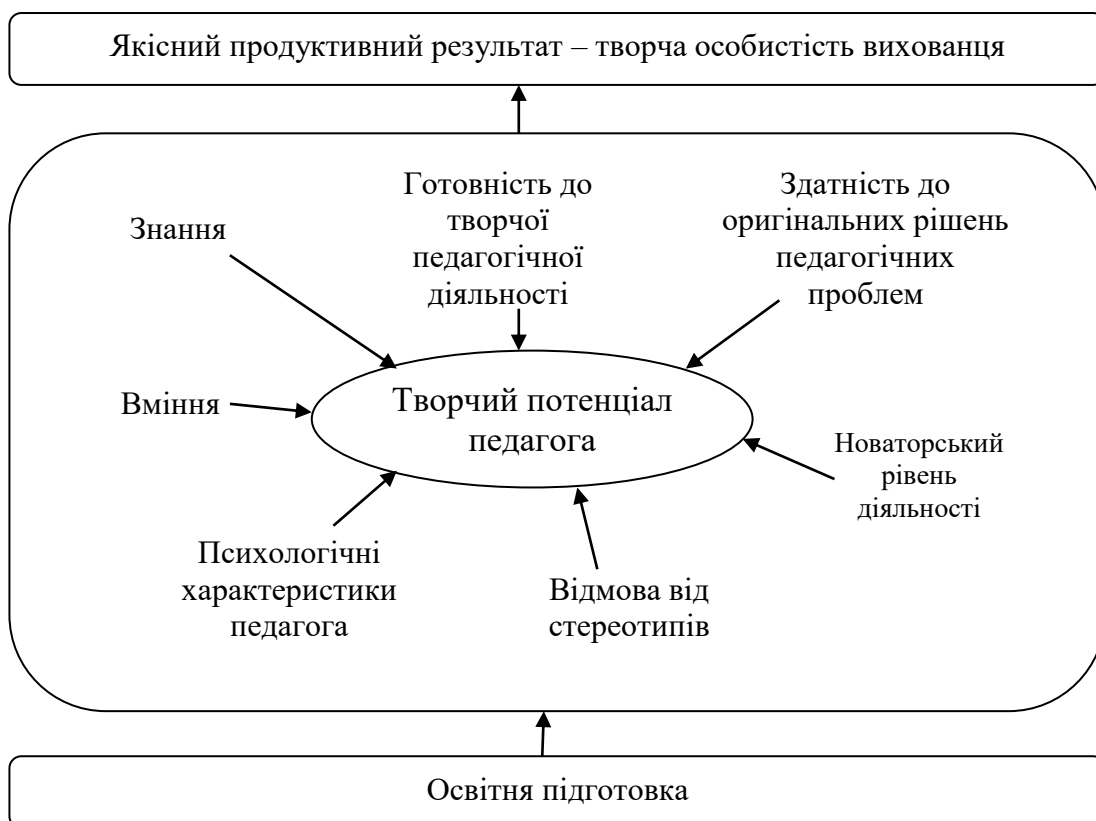 Якісний продуктивний результат – творча особистість вихованця
Знання
Готовність до
творчої
педагогічної
діяльності
Здатність до
оригінальних рішень
педагогічних
проблем
Вміння
Творчий потенціал
педагога
Новаторський
рівень
діяльності
Психологічні
характеристики
педагога
Відмова від
стереотипів
Освітня підготовка